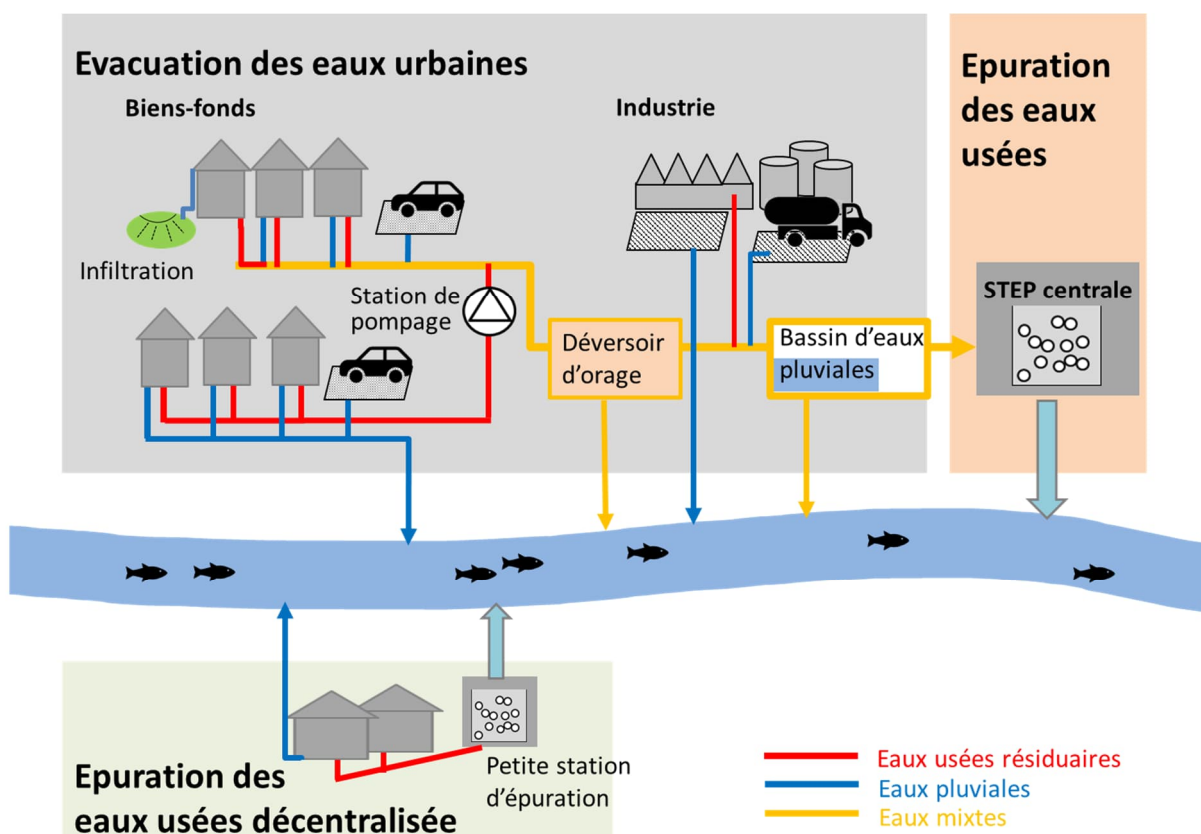 Evacuation des eaux urbaines
Biens-fonds
Industrie
Epuration
des eaux
usées
Infiltration
Station de
pompage
Déversoir
d'orage
Bassin d'eaux
pluviales
STEP centrale
Petite station
d'épuration
Epuration des
eaux usées décentralisée
Eaux usées résiduaires
Eaux pluviales
Eaux mixtes